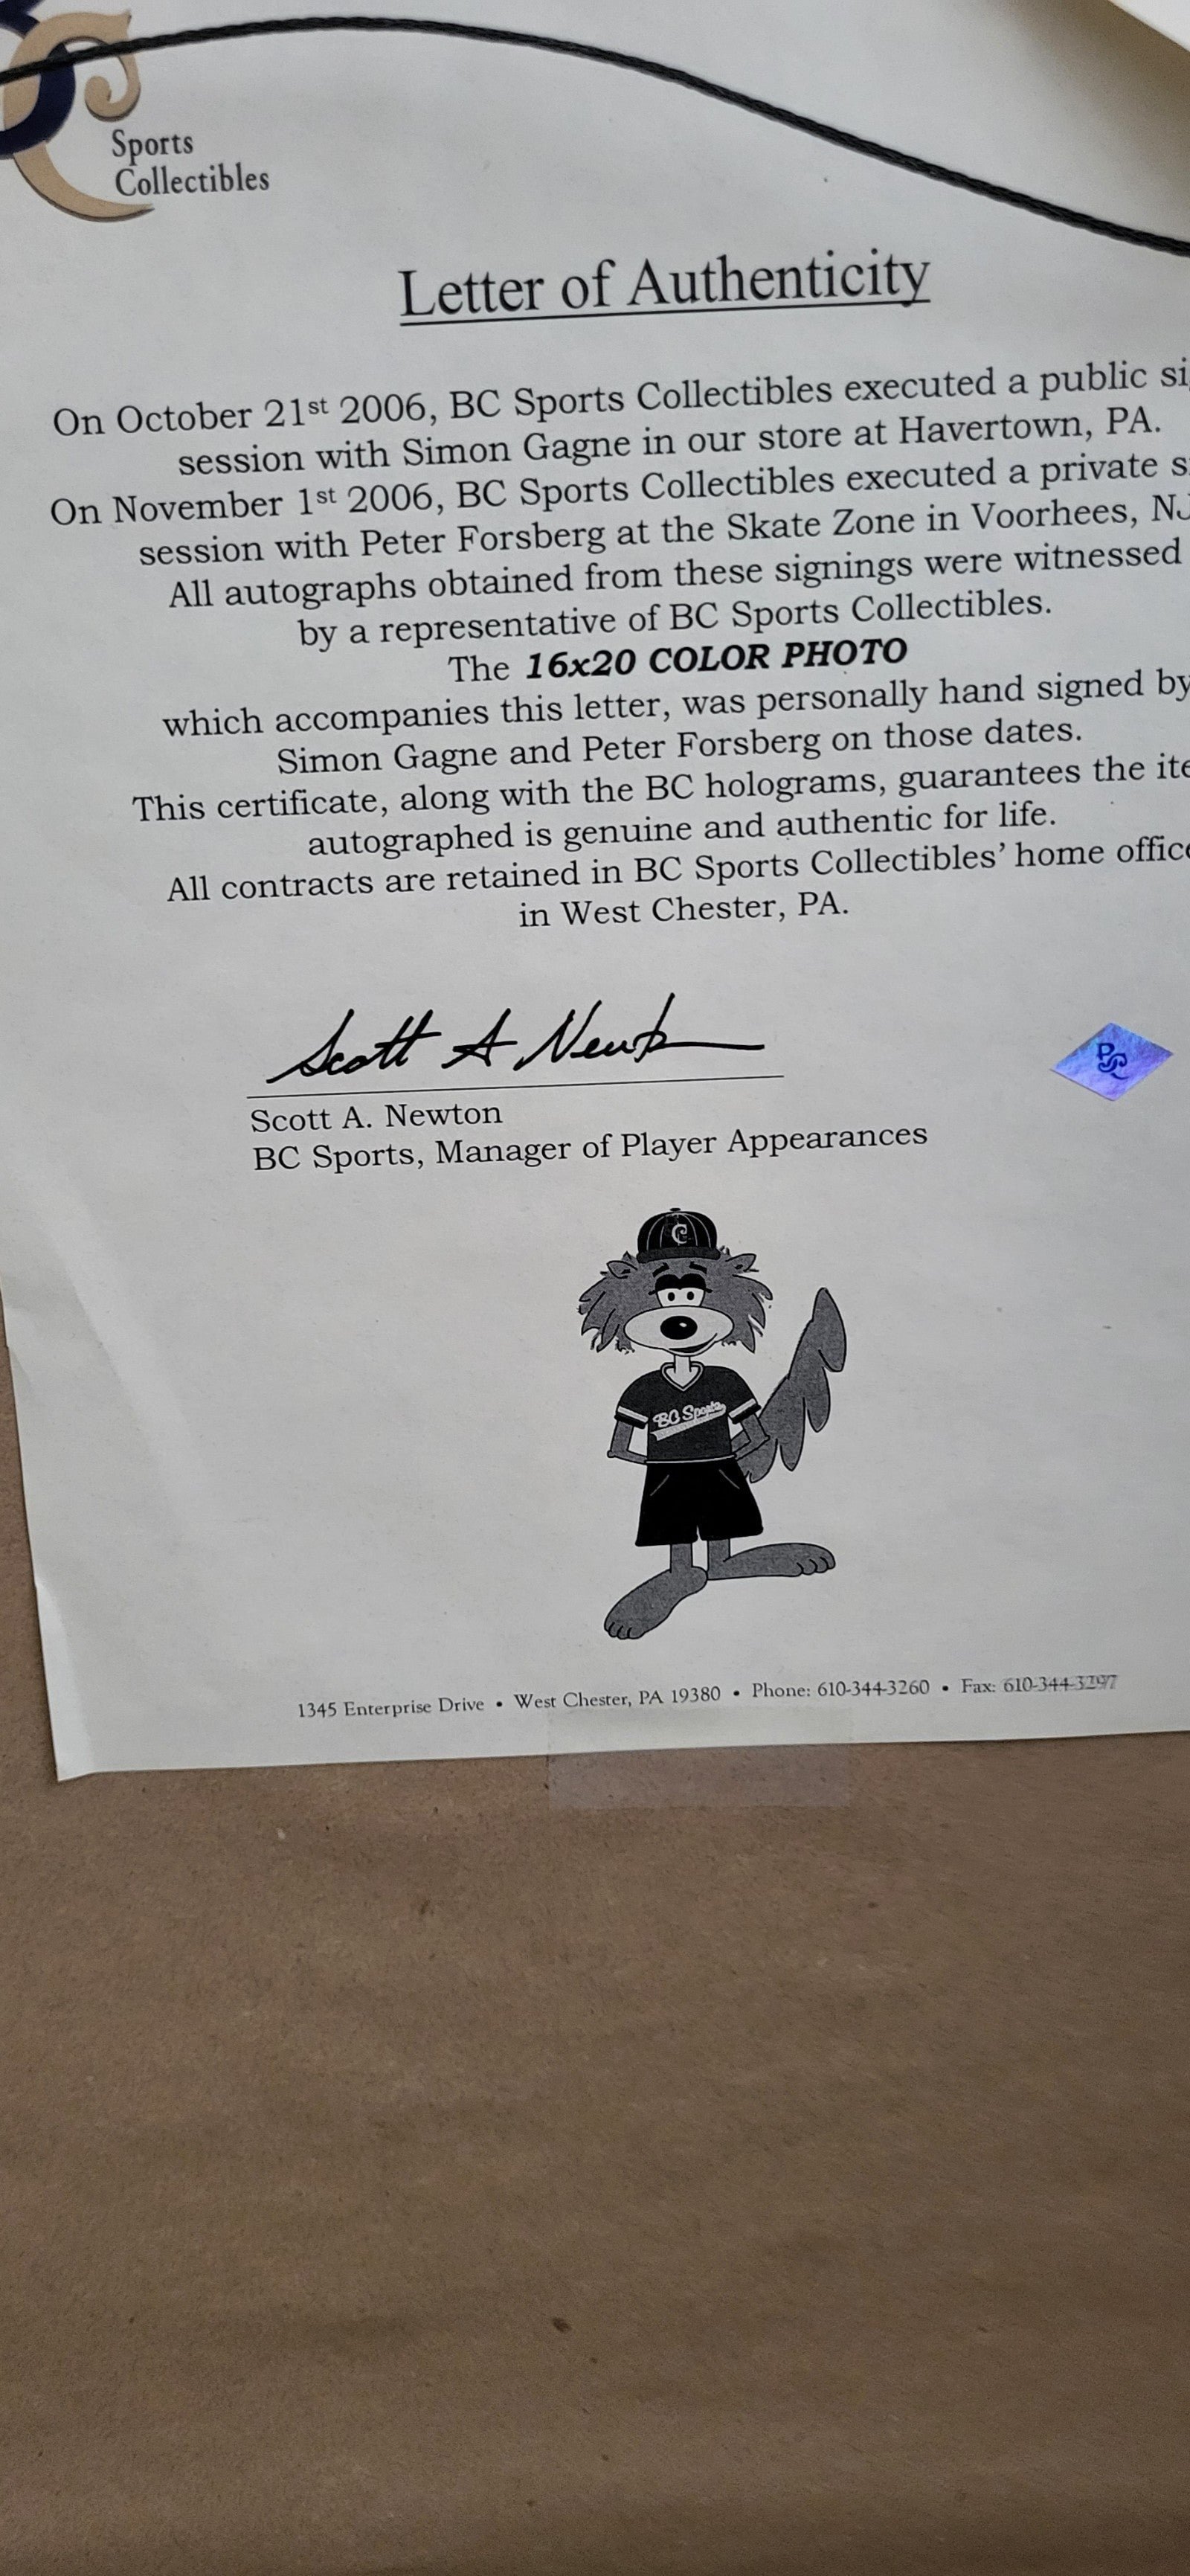 Sports
Collectibles
Letter of Authenticity
On October 21st 2006, BC Sports Collectibles executed a public
session with Simon Gagne in our store at Havertown, PA.
On November 1st 2006, BC Sports Collectibles executed a private
session with Peter Forsberg at the Skate Zone in Voorhees, NJ
All autographs obtained from these signings were witnessed
by a representative of BC Sports Collectibles.
The 16x20 COLOR PHOTO
which accompanies this letter, was personally hand signed by
Simon Gagne and Peter Forsberg on those dates.
This certificate, along with the BC holograms, guarantees the
autographed is genuine and authentic for life.
All contracts are retained in BC Sports Collectibles' home office
in West Chester, PA.
Scott A Newton
Scott A. Newton
BC Sports, Manager of Player Appearances
C
BC Sports
1345 Enterprise Drive • West Chester, PA 19380 • Phone: 610-344-3260 • Fax: 610-344-3297